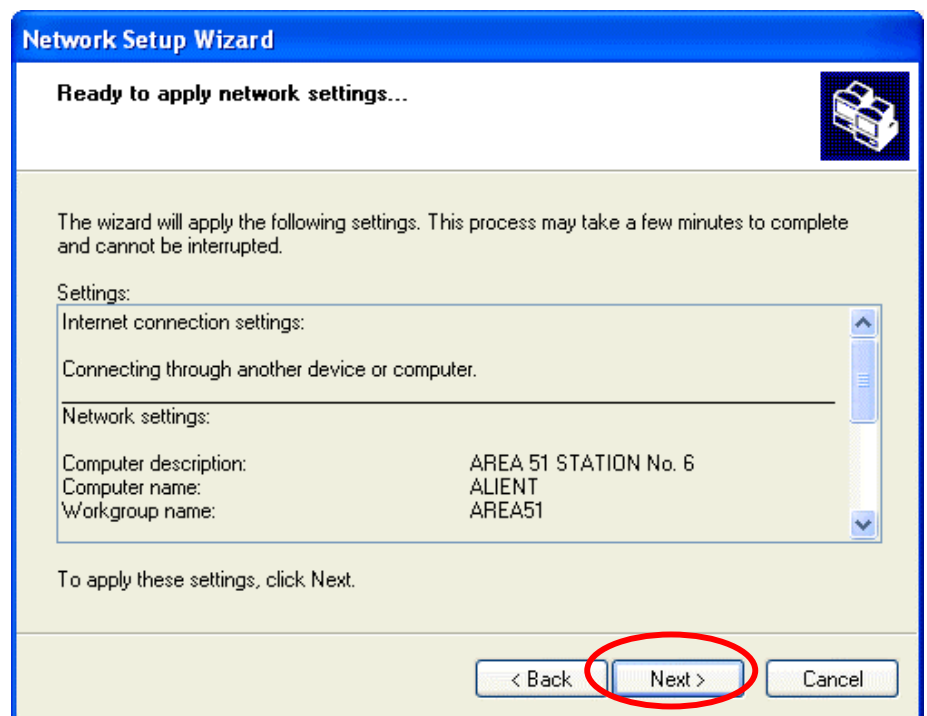 Network Setup Wizard
Ready to apply network settings...
The wizard will apply the following settings. This process may take a few minutes to complete
and cannot be interrupted.
Settings:
Internet connection settings:
Connecting through another device or computer.
Network settings:
Computer description: AREA 51 STATION No. 6
Computer name: ALIENT
Workgroup name: AREA51
To apply these settings, click Next.
< Back Next > Cancel